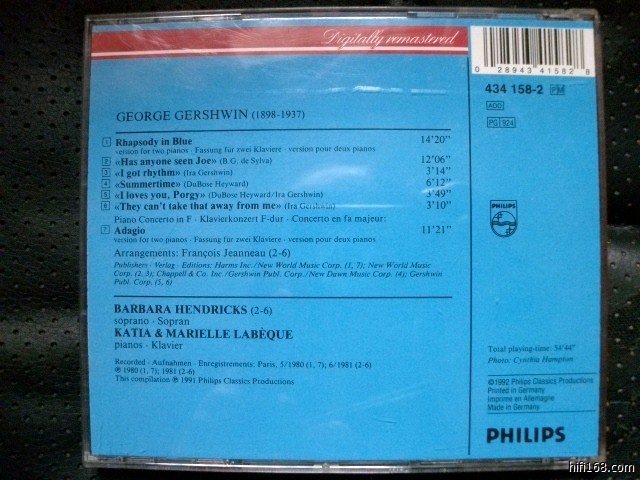 Digitally remastered
0 28943 41582 8
434 158-2 PM
ADD
PG 924
GEORGE GERSHWIN (1898-1937)
1 Rhapsody in Blue 14'20"
version for two pianos · Fassung für zwei Klaviere · version pour deux pianos
2 «Has anyone seen Joe» (B.G. de Sylva) 12'06"
3 «I got rhythm» (Ira Gershwin) 3'14"
4 «Summertime» (DuBose Heyward) 6'12"
5 «I loves you, Porgy» (DuBose Heyward/Ira Gershwin) 3'49"
6 «They can't take that away from me» (Ira Gershwin) 3'10"
Piano Concerto in F · Klavierkonzert F-dur · Concerto en fa majeur:
7 Adagio 11'21"
version for two pianos · Fassung für zwei Klaviere · version pour deux pianos
Arrangements: François Jeanneau (2-6)
Publishers · Verlag · Editions: Harms Inc./New World Music Corp. (1, 7); New World Music
Corp. (2, 3); Chappell & Co. Inc./Gershwin Publ. Corp./New Dawn Music Corp. (4); Gershwin
Publ. Corp. (5, 6)
BARBARA HENDRICKS (2-6)
soprano · Sopran
KATIA & MARIELLE LABÈQUE
pianos · Klavier
Recorded · Aufnahmen · Enregistrements: Paris, 5/1980 (1, 7); 6/1981 (2-6)
℗ 1980 (1, 7); 1981 (2-6)
This compilation ℗ 1991 Philips Classics Productions
PHILIPS
Total playing-time: 54'44"
Photo: Cynthia Hampton
©1992 Philips Classics Productions
Printed in Germany
Imprimé en Allemagne
Made in Germany
PHILIPS
hifi168.com